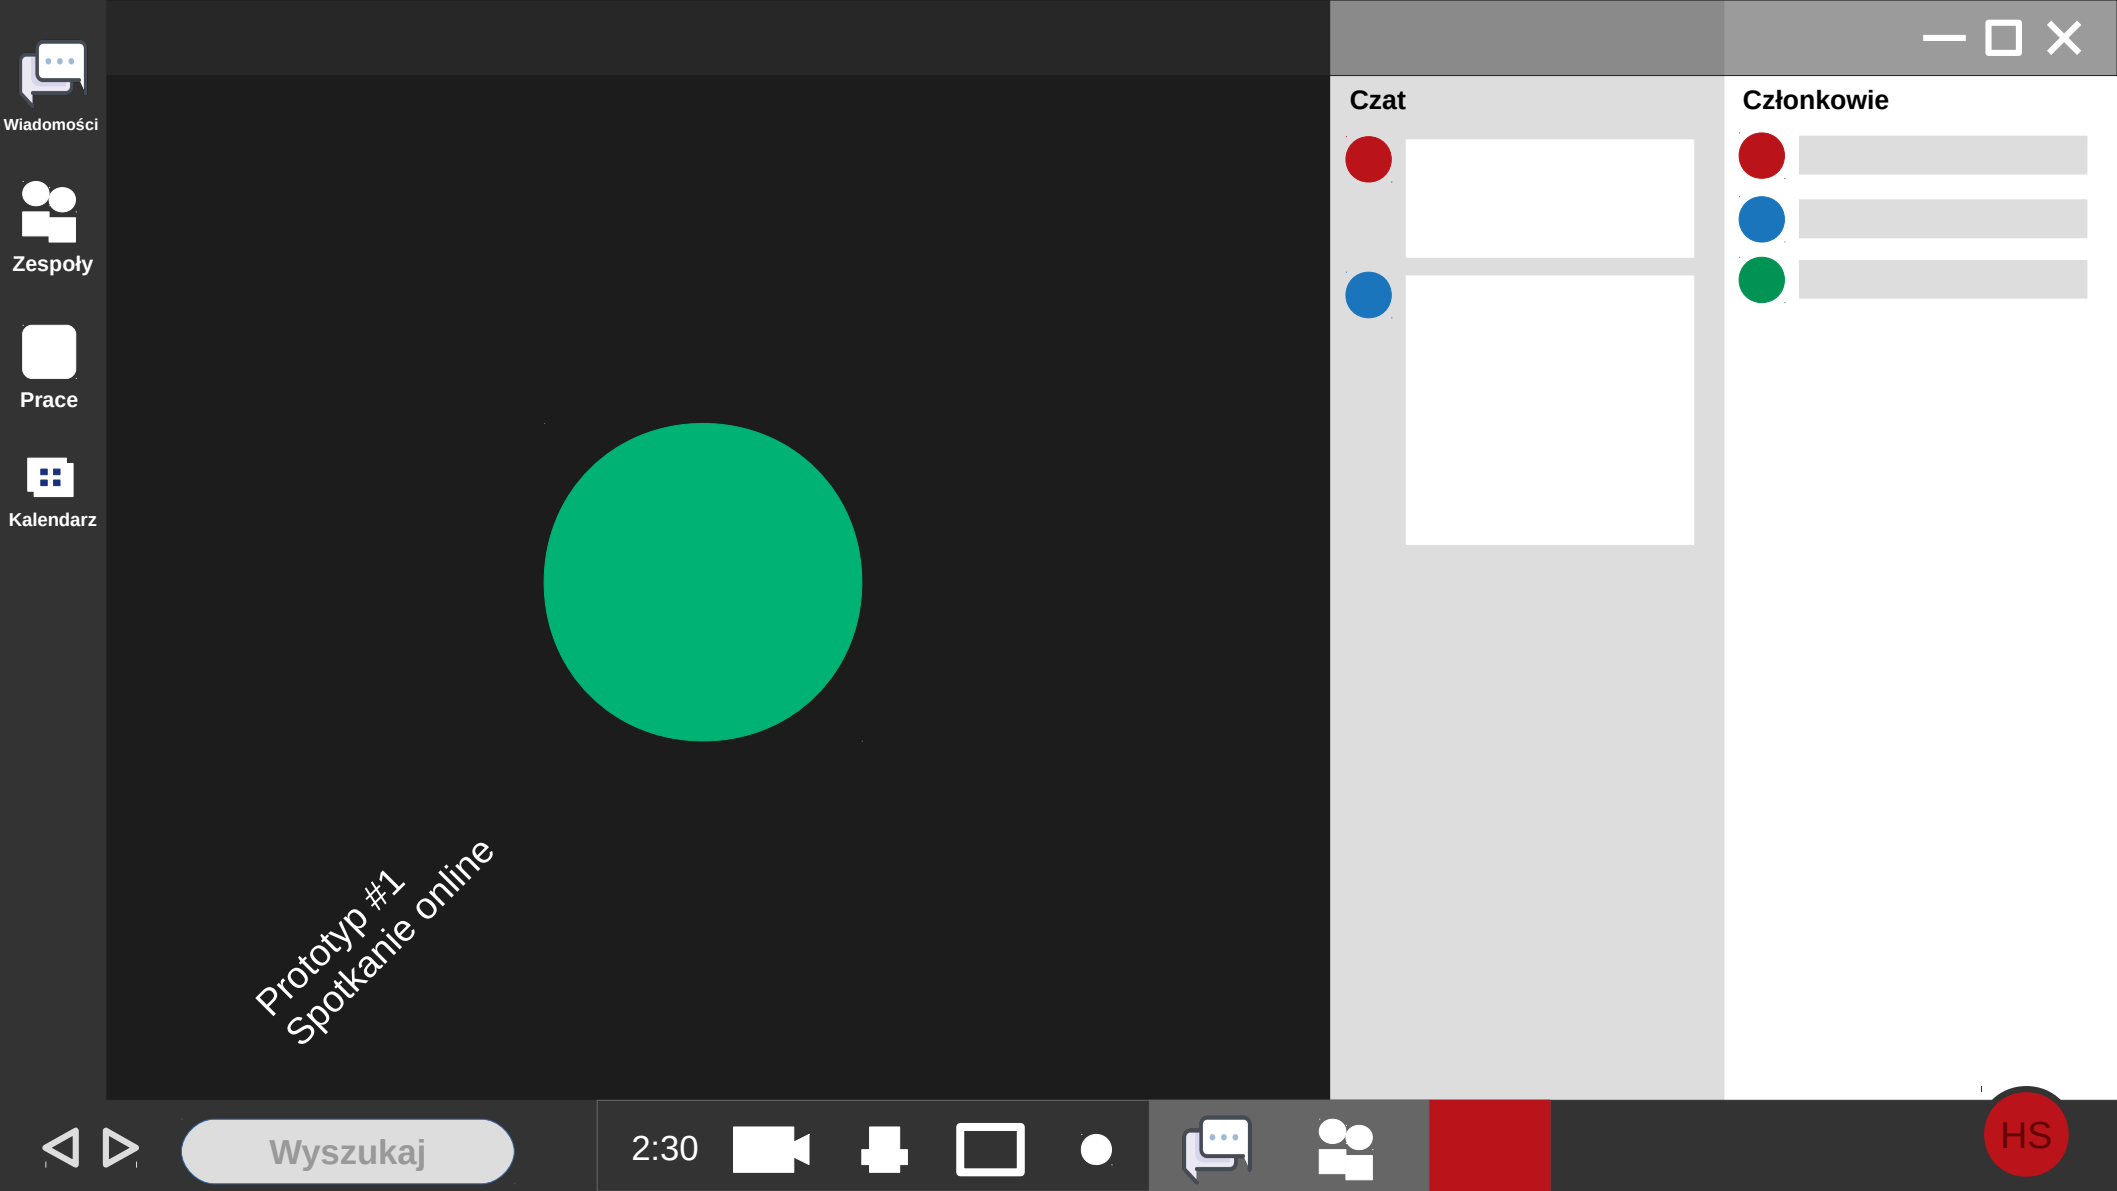 Wiadomości
Zespoły
Prace
Kalendarz
Czat
Członkowie
Prototyp #1
Spotkanie online
Wyszukaj
2:30
HS